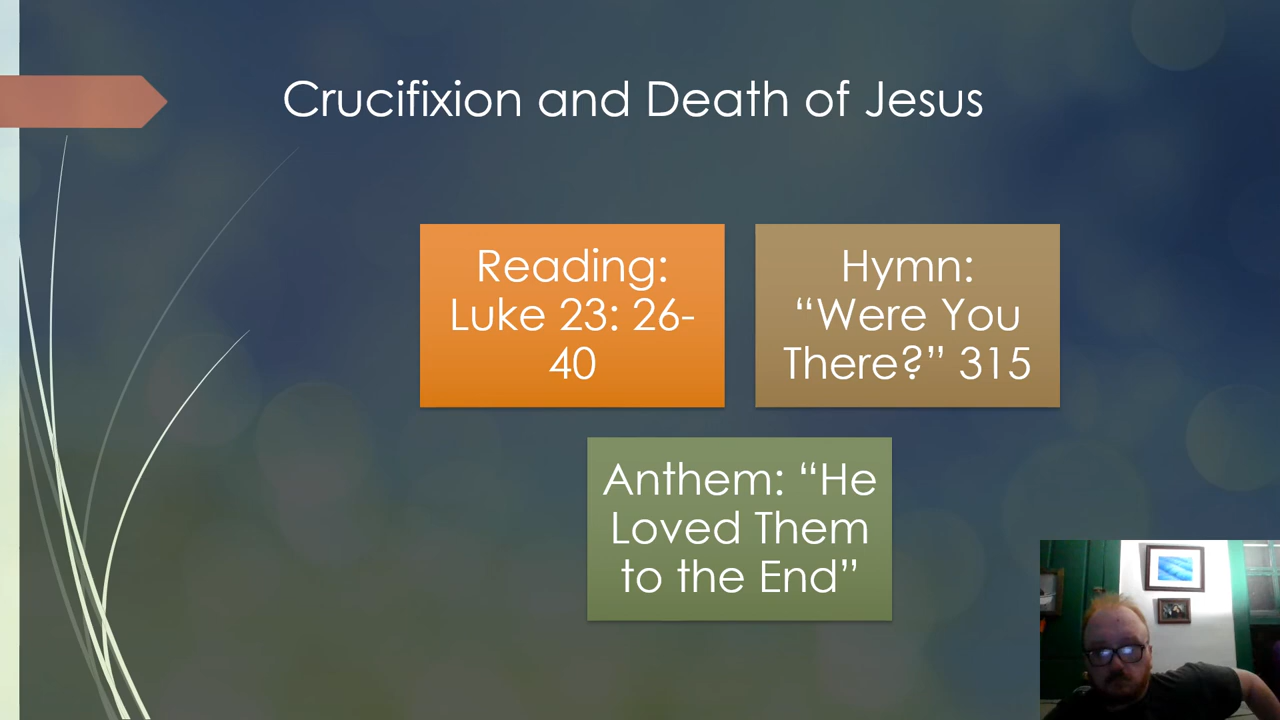 Crucifixion and Death of Jesus
Reading:
Luke 23: 26-
40
Hymn:
“Were You
There?” 315
Anthem: “He
Loved Them
to the End”